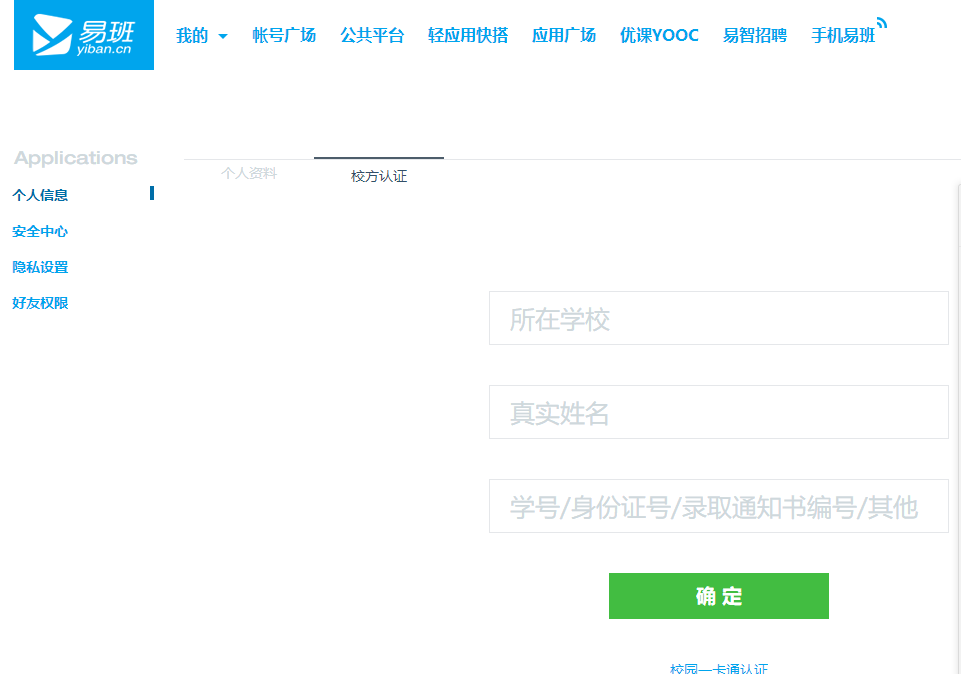 易班
yiban.cn
我的 帐号广场 公共平台 轻应用快搭 应用广场 优课YOOC 易智招聘 手机易班
Applications
个人资料 校方认证
个人信息
安全中心
隐私设置
好友权限
所在学校
真实姓名
学号/身份证号/录取通知书编号/其他
确 定
校园一卡通认证